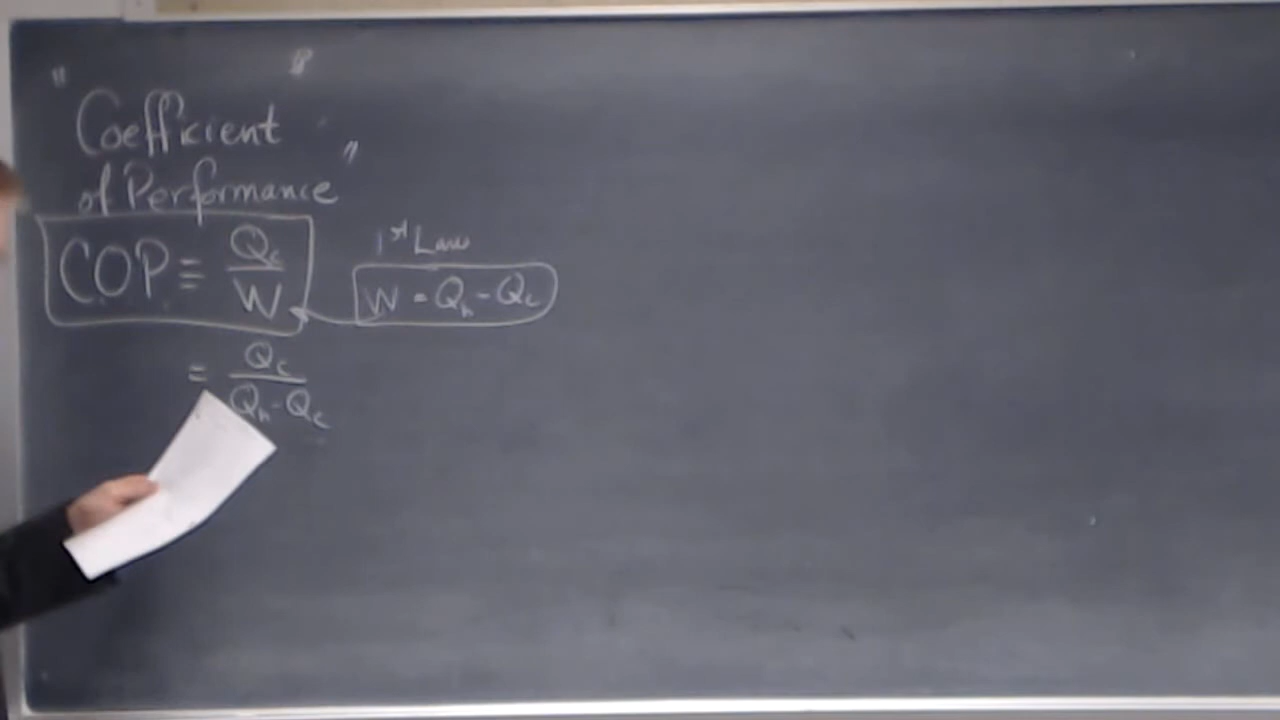 "Coefficient
of Performance"
COP ≡ Qc/W
1st Law
W = Qh - Qc
= Qc/(Qh - Qc)